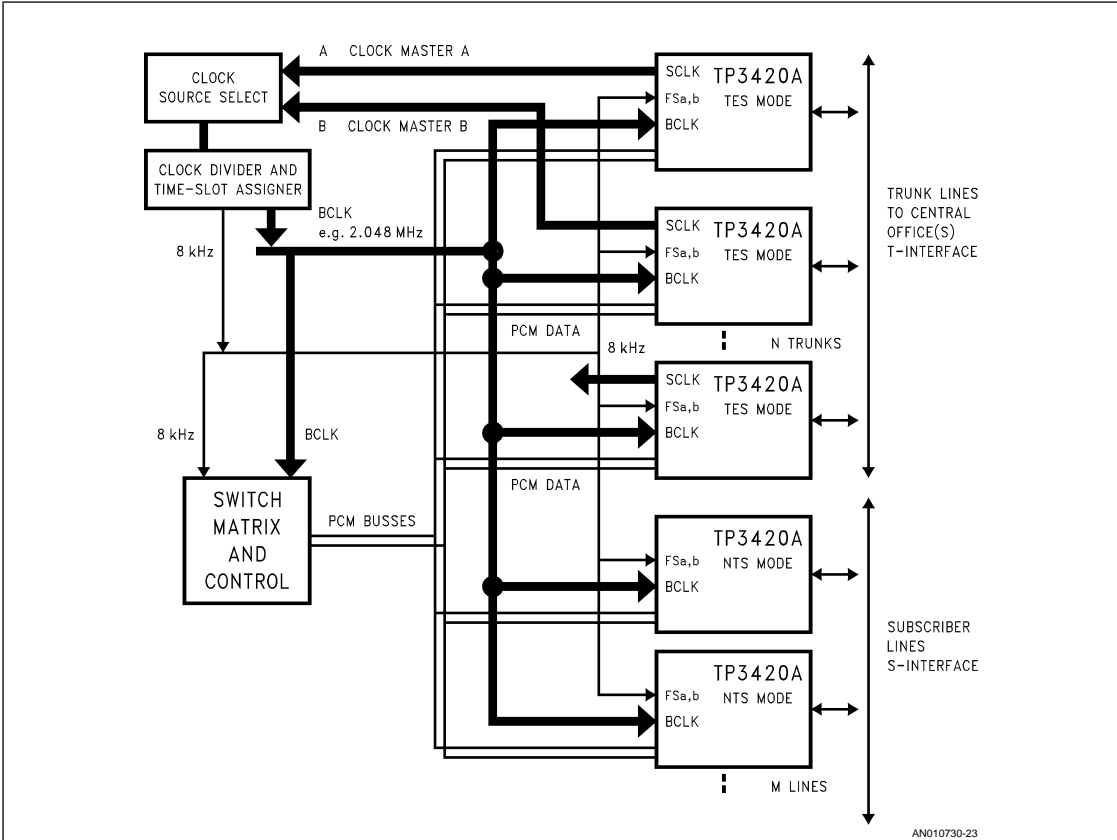 A CLOCK MASTER A
CLOCK
SOURCE SELECT
B CLOCK MASTER B
CLOCK DIVIDER AND
TIME-SLOT ASSIGNER
BCLK
e.g. 2.048 MHz
8 kHz
SCLK
TP3420A
FSa,b
TES MODE
BCLK
SCLK
TP3420A
FSa,b
TES MODE
BCLK
PCM DATA
N TRUNKS
8 kHz
SCLK
TP3420A
FSa,b
TES MODE
BCLK
PCM DATA
TRUNK LINES
TO CENTRAL
OFFICE(S)
T-INTERFACE
8 kHz
BCLK
SWITCH
MATRIX
AND
CONTROL
PCM BUSSES
TP3420A
FSa,b
NTS MODE
BCLK
TP3420A
FSa,b
NTS MODE
BCLK
M LINES
SUBSCRIBER
LINES
S-INTERFACE
AN010730-23